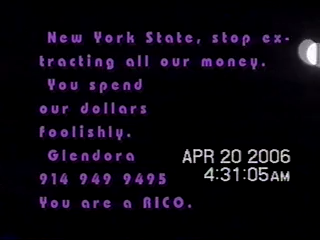 New York State, stop ex-
tracting all our money.
You spend
our dollars
foolishly.
Glendora
914 949 9495
You are a RICO.
APR 20 2006
4:31:05AM